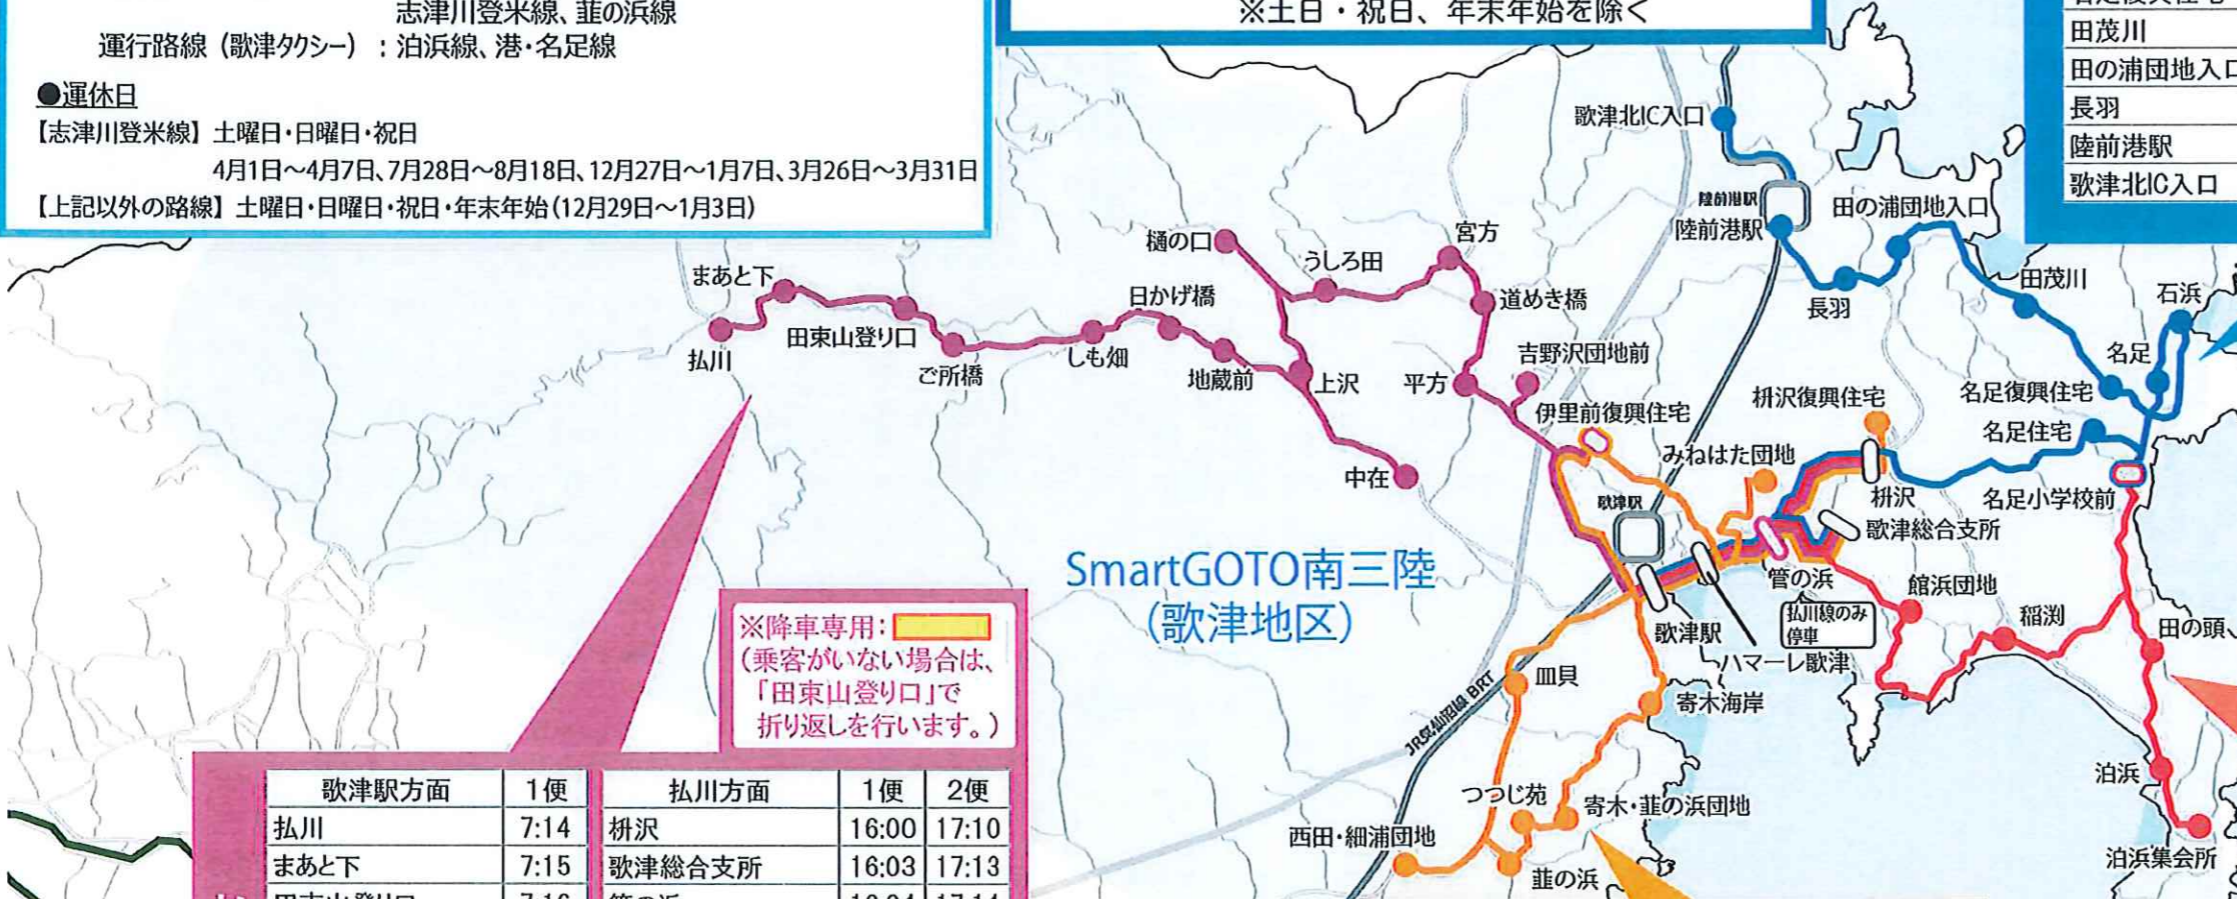 志津川登米線、韮の浜線
運行路線（歌津タクシー）：泊浜線、港・名足線
●運休日
【志津川登米線】土曜日・日曜日・祝日
4月1日～4月7日、7月28日～8月18日、12月27日～1月7日、3月26日～3月31日
【上記以外の路線】土曜日・日曜日・祝日・年末年始（12月29日～1月3日）
※土日・祝日、年末年始を除く
田茂川
田の浦団地入口
長羽
陸前港駅
歌津北IC入口
歌津北IC入口
陸前港駅
陸前港駅
田の浦団地入口
長羽
田茂川
石浜
名足
名足復興住宅
名足住宅
名足小学校前
樋の口
うしろ田
宮方
道めき橋
吉野沢団地前
平方
まあと下
払川
田束山登り口
ご所橋
しも畑
日かげ橋
地蔵前
上沢
中在
伊里前復興住宅
みねはた団地
枡沢復興住宅
枡沢
歌津総合支所
歌津駅
管の浜
払川線のみ
停車
館浜団地
稲渕
田の頭
歌津駅
ハマーレ歌津
SmartGOTO南三陸
（歌津地区）
皿貝
寄木海岸
JR気仙沼線 BRT
つつじ苑
寄木・韮の浜団地
西田・細浦団地
韮の浜
泊浜
泊浜集会所
※降車専用：
（乗客がいない場合は、
「田束山登り口」で
折り返しを行います。）
歌津駅方面 1便 払川方面 1便 2便
払川 7:14 枡沢 16:00 17:10
まあと下 7:15 歌津総合支所 16:03 17:13